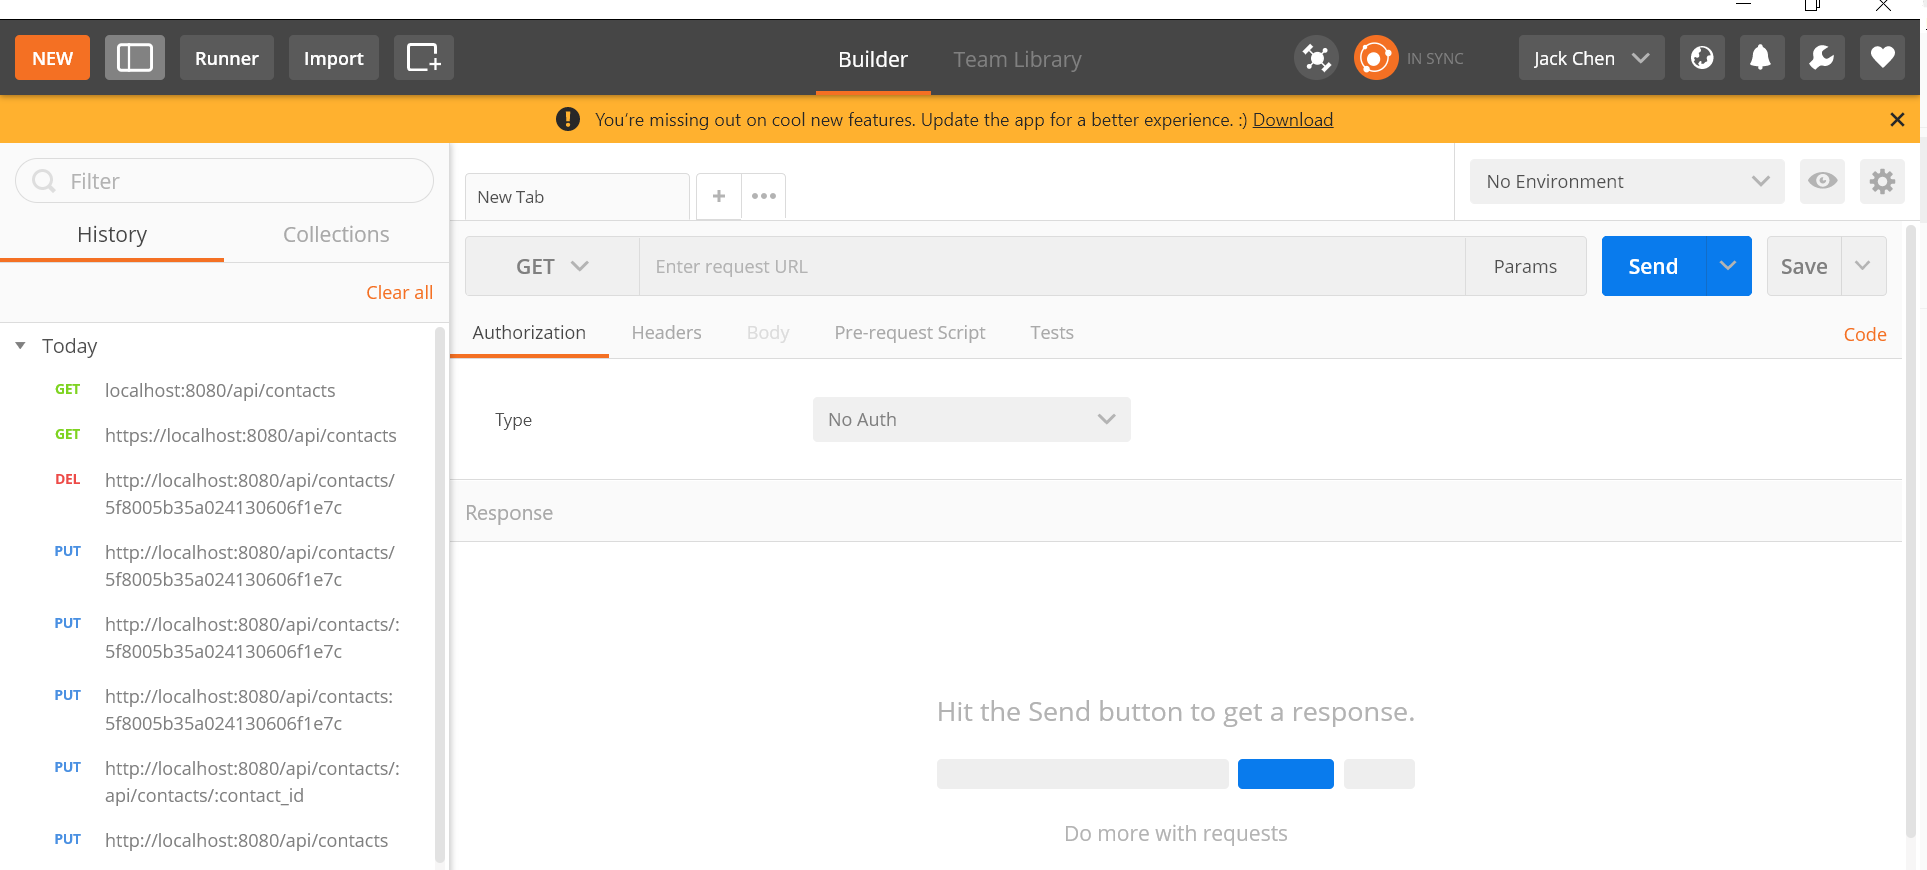 NEW
Runner
Import
Builder
Team Library
IN SYNC
Jack Chen
You're missing out on cool new features. Update the app for a better experience. :) Download
Filter
History
Collections
Clear all
Today
GET localhost:8080/api/contacts
GET https://localhost:8080/api/contacts
DEL http://localhost:8080/api/contacts/
5f8005b35a024130606f1e7c
PUT http://localhost:8080/api/contacts/
5f8005b35a024130606f1e7c
PUT http://localhost:8080/api/contacts/:
5f8005b35a024130606f1e7c
PUT http://localhost:8080/api/contacts:
5f8005b35a024130606f1e7c
PUT http://localhost:8080/api/contacts/:
api/contacts/:contact_id
PUT http://localhost:8080/api/contacts
New Tab
No Environment
GET
Enter request URL
Params
Send
Save
Authorization
Headers
Body
Pre-request Script
Tests
Code
Type
No Auth
Response
Hit the Send button to get a response.
Do more with requests